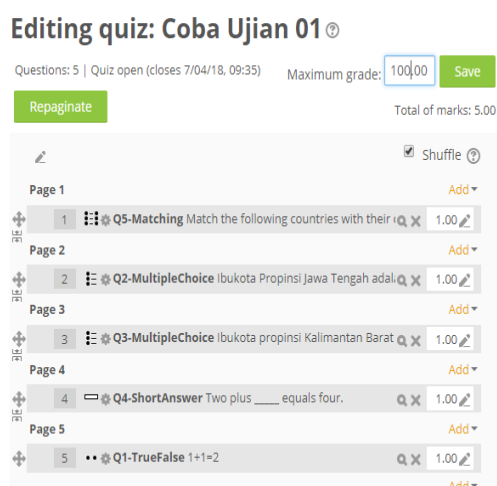 Editing quiz: Coba Ujian 01
Questions: 5 | Quiz open (closes 7/04/18, 09:35)
Maximum grade: 100.00 Save
Repaginate
Total of marks: 5.00
Shuffle
Page 1 Add
1 Q5-Matching Match the following countries with their 1.00
Page 2 Add
2 Q2-MultipleChoice Ibukota Propinsi Jawa Tengah adal 1.00
Page 3 Add
3 Q3-MultipleChoice Ibukota propinsi Kalimantan Barat 1.00
Page 4 Add
4 Q4-ShortAnswer Two plus _____ equals four. 1.00
Page 5 Add
5 Q1-TrueFalse 1+1=2 1.00
Add